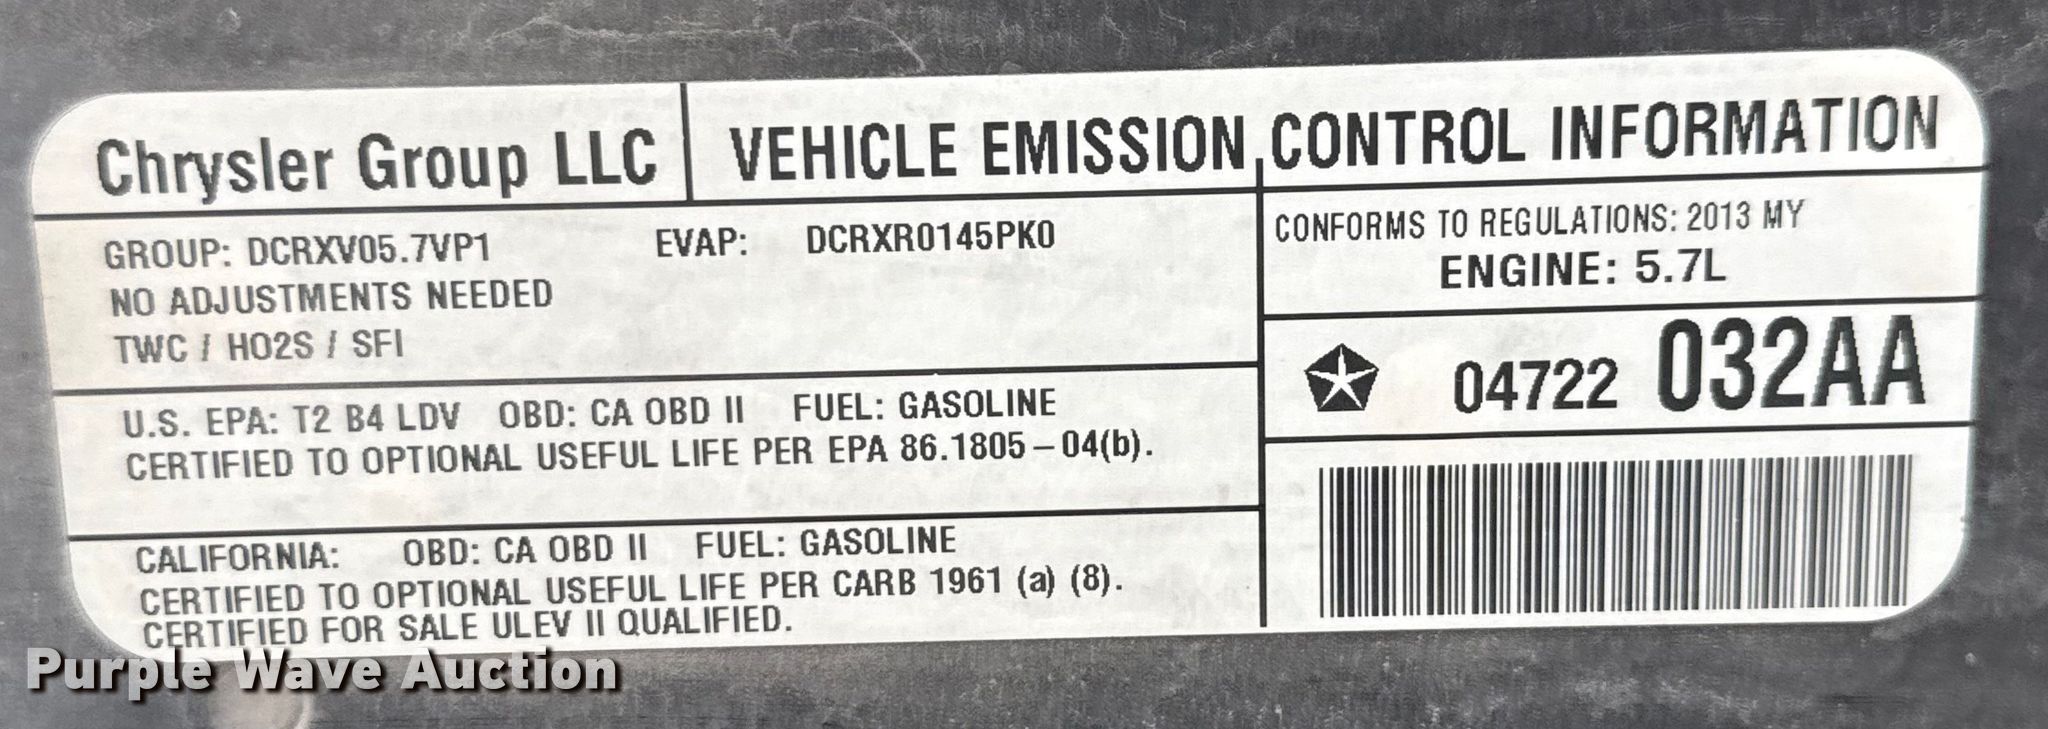 Chrysler Group LLC
VEHICLE EMISSION CONTROL INFORMATION
GROUP: DCRXV05.7VP1 EVAP: DCRXR0145PK0
NO ADJUSTMENTS NEEDED
TWC / HO2S / SFI
CONFORMS TO REGULATIONS: 2013 MY
ENGINE: 5.7L
04722 032AA
U.S. EPA: T2 B4 LDV OBD: CA OBD II FUEL: GASOLINE
CERTIFIED TO OPTIONAL USEFUL LIFE PER EPA 86.1805–04(b).
CALIFORNIA: OBD: CA OBD II FUEL: GASOLINE
CERTIFIED TO OPTIONAL USEFUL LIFE PER CARB 1961 (a) (8).
CERTIFIED FOR SALE ULEV II QUALIFIED.
Purple Wave Auction